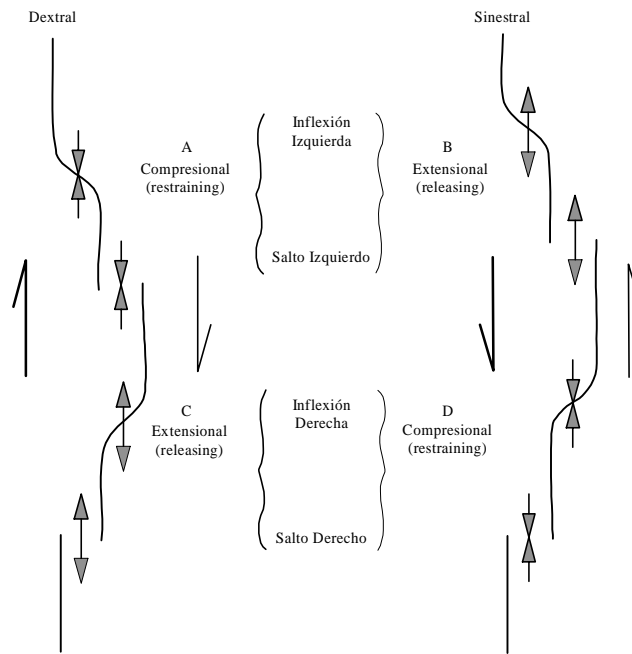 Dextral
Sinestral
A
Compresional
(restraining)
Inflexión
Izquierda
Salto Izquierdo
B
Extensional
(releasing)
C
Extensional
(releasing)
Inflexión
Derecha
Salto Derecho
D
Compresional
(restraining)